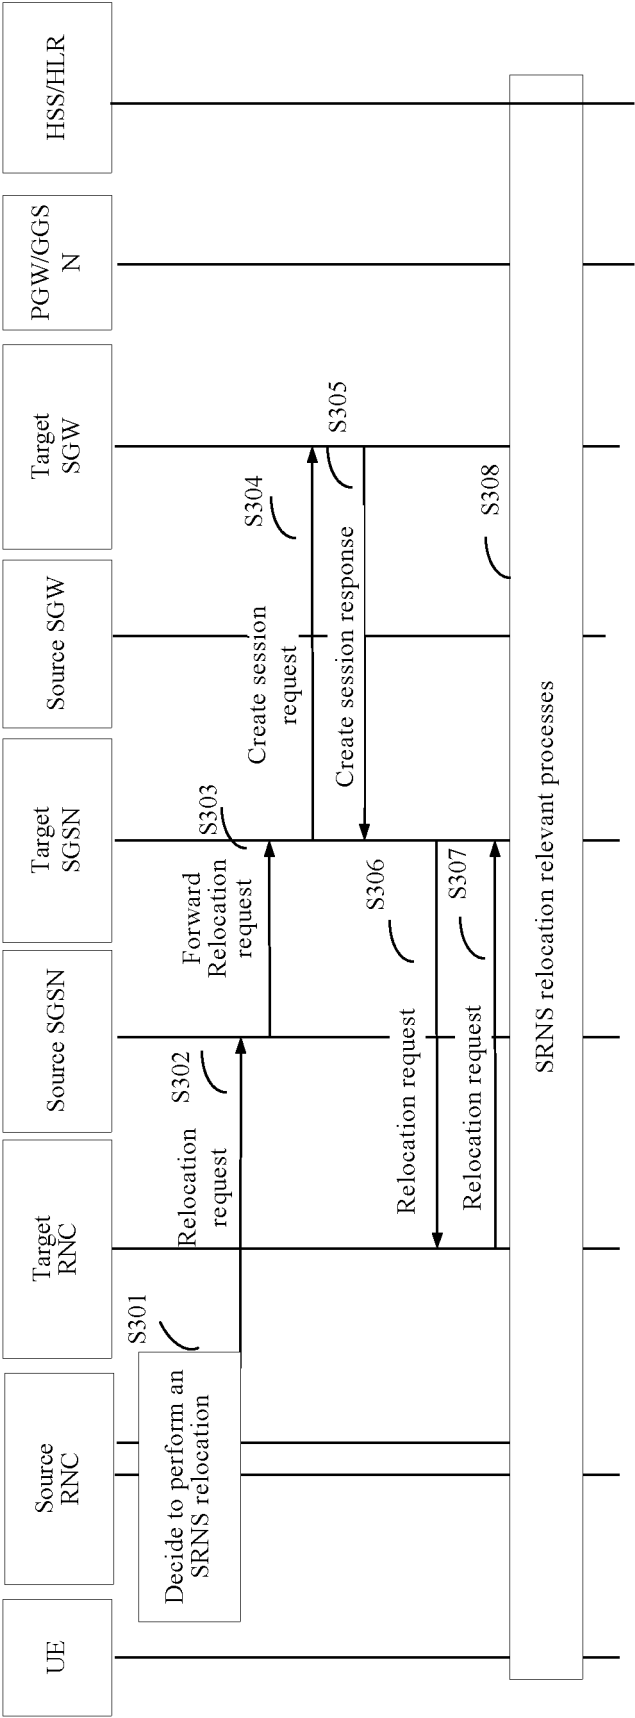 UE
Source
RNC
Target
RNC
Source SGSN
Target
SGSN
Source SGW
Target
SGW
PGW/GGS
N
HSS/HLR
Decide to perform an
SRNS relocation
S301
Relocation
request
S302
Forward
Relocation
request
S303
Create session
request
S304
Create session response
S305
Relocation request
S306
Relocation request
S307
S308
SRNS relocation relevant processes